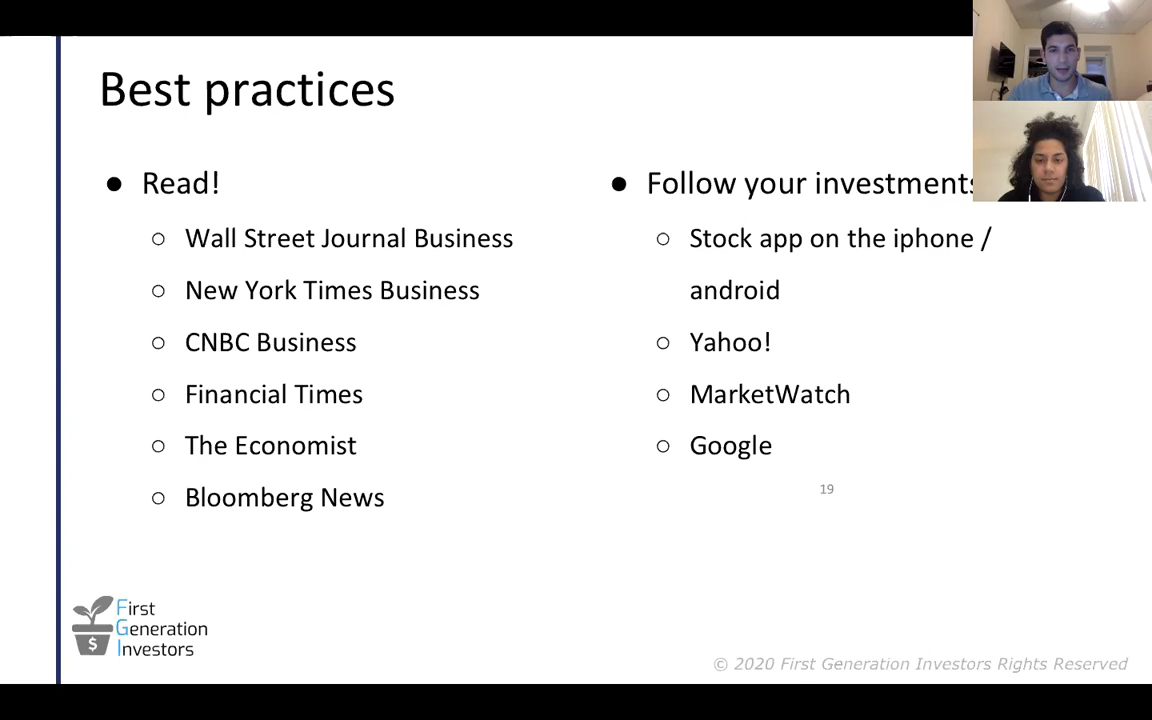 Best practices
● Read!
○ Wall Street Journal Business
○ New York Times Business
○ CNBC Business
○ Financial Times
○ The Economist
○ Bloomberg News
● Follow your investments
○ Stock app on the iphone /
android
○ Yahoo!
○ MarketWatch
○ Google
19
$
First
Generation
Investors
© 2020 First Generation Investors Rights Reserved